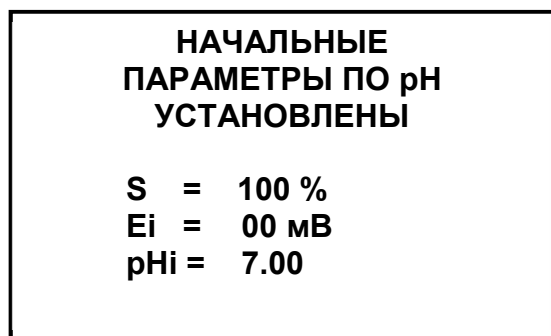 НАЧАЛЬНЫЕ
ПАРАМЕТРЫ ПО pH
УСТАНОВЛЕНЫ
S = 100 %
Ei = 00 мВ
pHi = 7.00